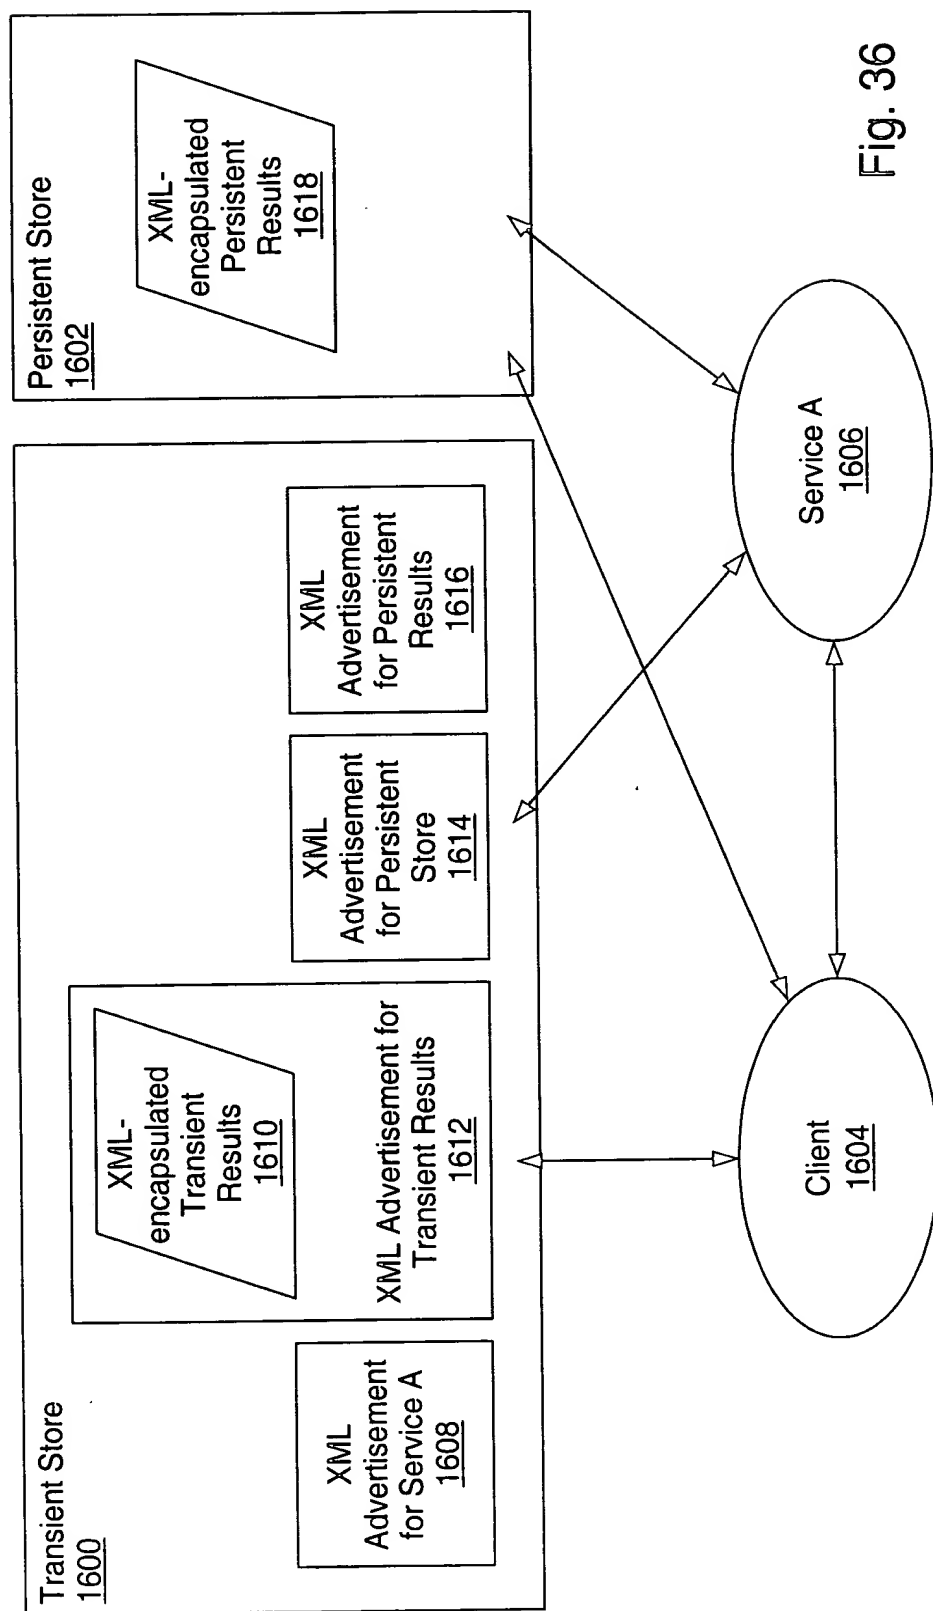 Transient Store
1600
XML
Advertisement
for Service A
1608
XML-
encapsulated
Transient
Results
1610
XML Advertisement for
Transient Results
1612
XML
Advertisement
for Persistent
Store
1614
XML
Advertisement
for Persistent
Results
1616
Persistent Store
1602
XML-
encapsulated
Persistent
Results
1618
Client
1604
Service A
1606
Fig. 36